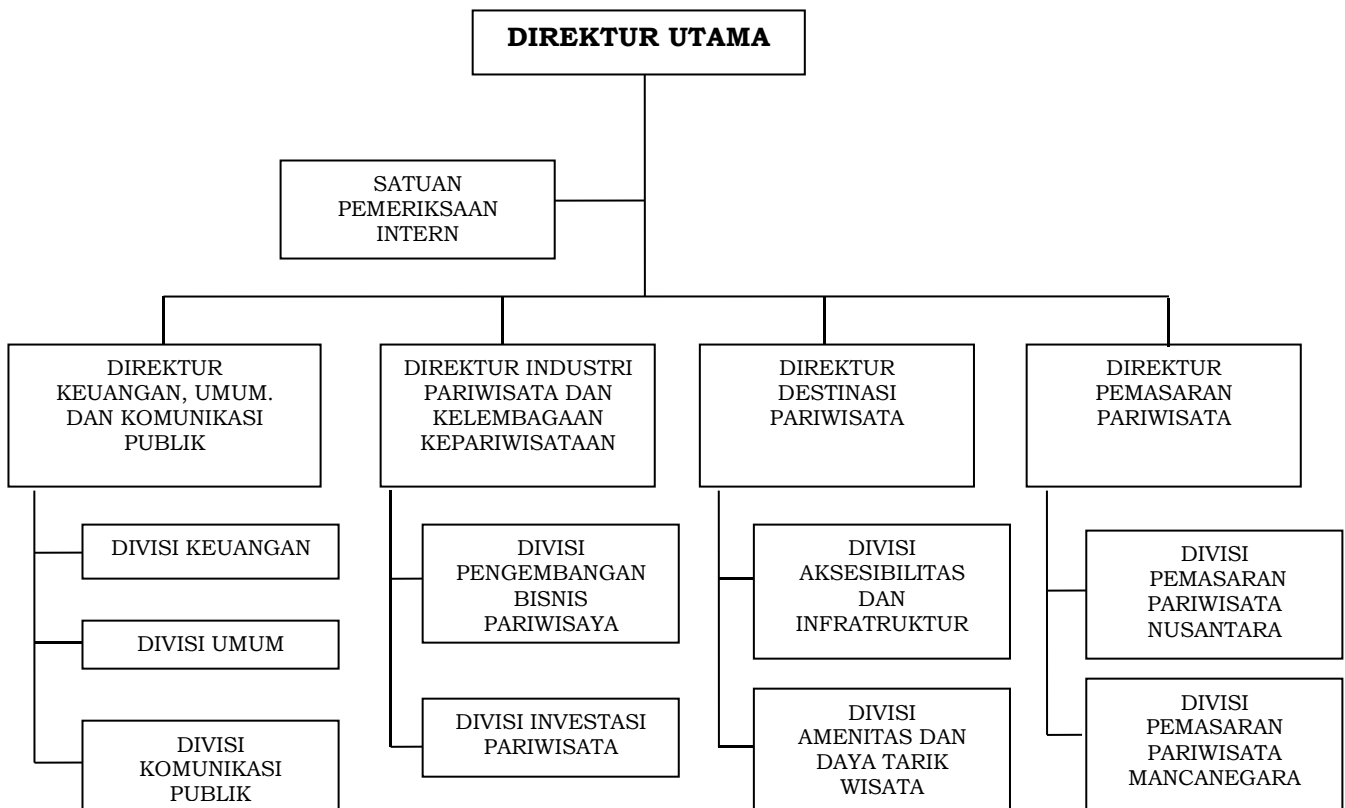 DIREKTUR UTAMA
SATUAN
PEMERIKSAAN
INTERN
DIREKTUR
KEUANGAN, UMUM.
DAN KOMUNIKASI
PUBLIK
DIREKTUR INDUSTRI
PARIWISATA DAN
KELEMBAGAAN
KEPARIWISATAAN
DIREKTUR
DESTINASI
PARIWISATA
DIREKTUR
PEMASARAN
PARIWISATA
DIVISI KEUANGAN
DIVISI UMUM
DIVISI
KOMUNIKASI
PUBLIK
DIVISI
PENGEMBANGAN
BISNIS
PARIWISAYA
DIVISI INVESTASI
PARIWISATA
DIVISI
AKSESIBILITAS
DAN
INFRATRUKTUR
DIVISI
AMENITAS DAN
DAYA TARIK
WISATA
DIVISI
PEMASARAN
PARIWISATA
NUSANTARA
DIVISI
PEMASARAN
PARIWISATA
MANCANEGARA